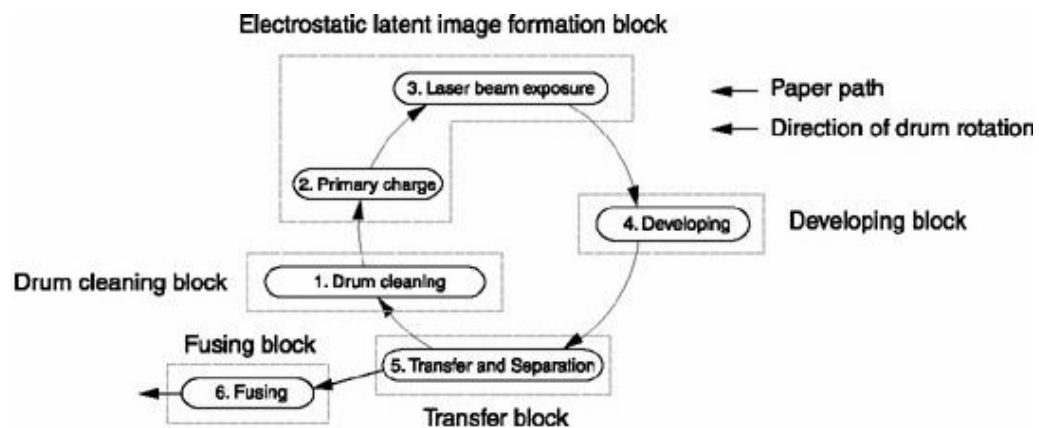 Electrostatic latent image formation block
3. Laser beam exposure
Paper path
Direction of drum rotation
2. Primary charge
4. Developing
Developing block
Drum cleaning block
1. Drum cleaning
Fusing block
5. Transfer and Separation
6. Fusing
Transfer block